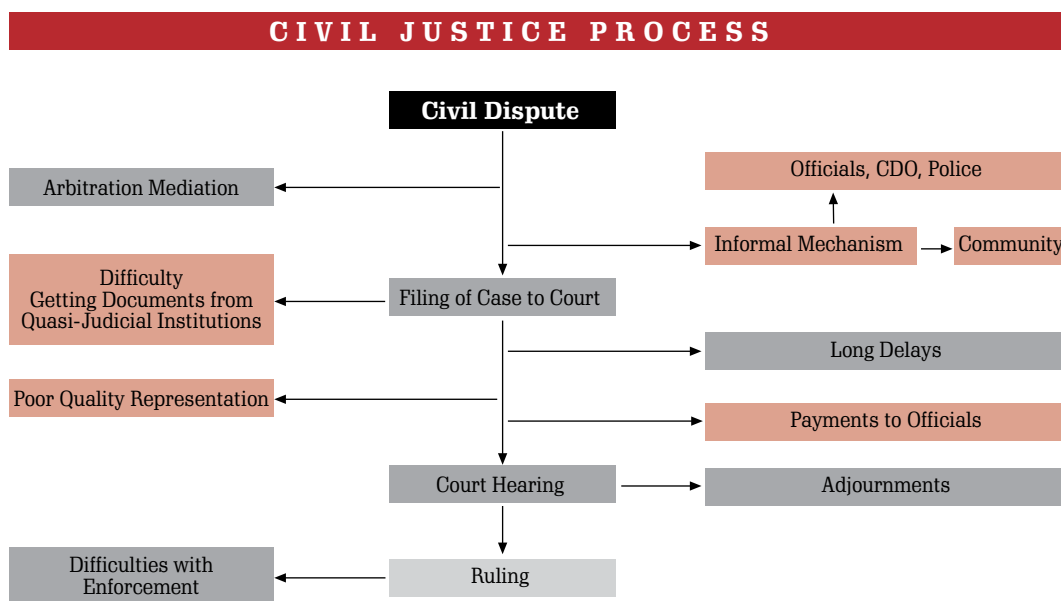 CIVIL JUSTICE PROCESS
Civil Dispute
Arbitration Mediation
Officials, CDO, Police
Informal Mechanism
Community
Difficulty
Getting Documents from
Quasi-Judicial Institutions
Filing of Case to Court
Long Delays
Poor Quality Representation
Payments to Officials
Court Hearing
Adjournments
Difficulties with
Enforcement
Ruling